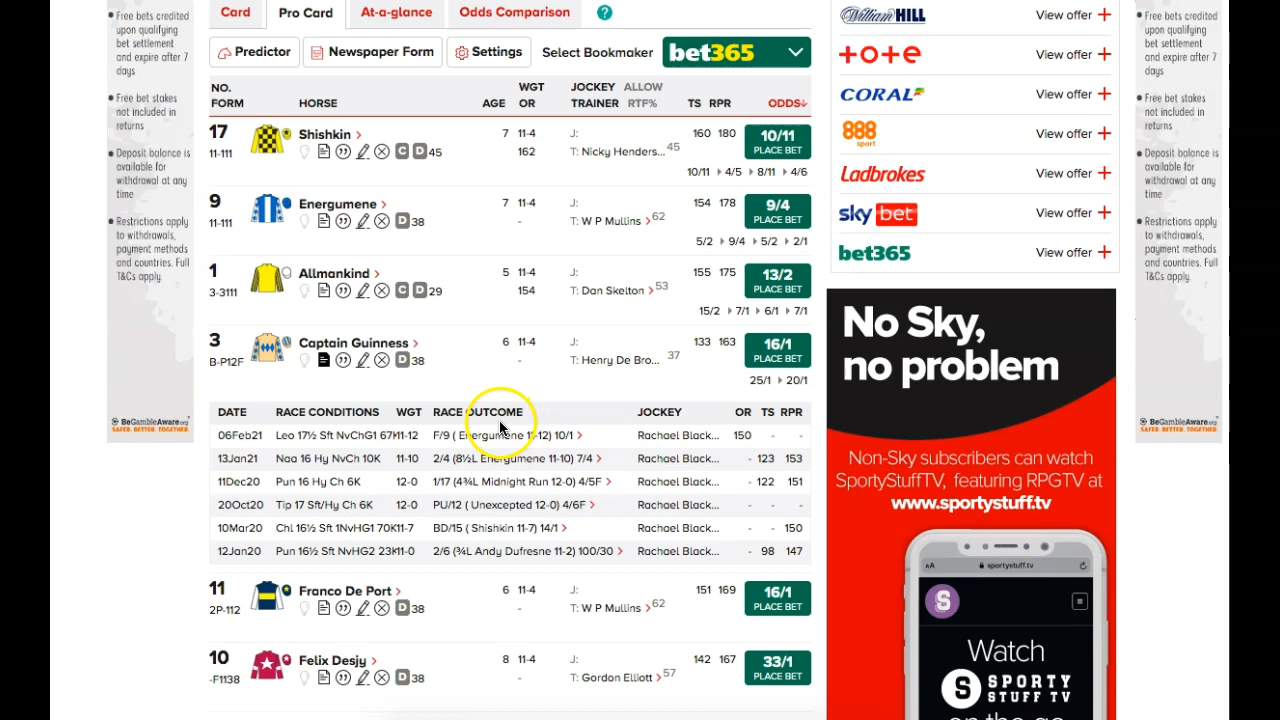 Free bets credited
upon qualifying
bet settlement
and expire after 7
days
Free bet stakes
not included in
returns
Deposit balance is
available for
withdrawal at any
time
Restrictions apply
to withdrawals,
payment methods
and countries. Full
T&Cs apply.
BeGambleAware.org
SAFER. BETTER. TOGETHER.
Card Pro Card At-a-glance Odds Comparison ?
Predictor Newspaper Form Settings Select Bookmaker bet365
NO. FORM HORSE AGE WGT OR JOCKEY TRAINER ALLOW RTF% TS RPR ODDS
17 Shishkin 7 11-4 J: 160 180 10/11 PLACE BET
11-111 C D 45 162 T: Nicky Henders... 45
10/11 4/5 8/11 4/6
9 Energumene 7 11-4 J: 154 178 9/4 PLACE BET
11-111 D 38 - T: W P Mullins 62
5/2 9/4 5/2 2/1
1 Allmankind 5 11-4 J: 155 175 13/2 PLACE BET
3-3111 C D 29 154 T: Dan Skelton 53
15/2 7/1 6/1 7/1
3 Captain Guinness 6 11-4 J: 133 163 16/1 PLACE BET
B-P12F D 38 - T: Henry De Bro... 37
25/1 20/1
DATE RACE CONDITIONS WGT RACE OUTCOME JOCKEY OR TS RPR
06Feb21 Leo 17½ Sft NvChG1 67K 11-12 F/9 ( Energumene 11-12) 10/1 Rachael Black... 150 - -
13Jan21 Naa 16 Hy NvCh 10K 11-10 2/4 (8½L Energumene 11-10) 7/4 Rachael Black... - 123 153
11Dec20 Pun 16 Hy Ch 6K 12-0 1/17 (4¾L Midnight Run 12-0) 4/5F Rachael Black... - 122 151
20Oct20 Tip 17 Sft/Hy Ch 6K 12-0 PU/12 ( Unexcepted 12-0) 4/6F Rachael Black... - - -
10Mar20 Chl 16½ Sft 1NvHG1 70K 11-7 BD/15 ( Shishkin 11-7) 14/1 Rachael Black... - - 150
12Jan20 Pun 16½ Sft NvHG2 23K 11-0 2/6 (¾L Andy Dufresne 11-2) 100/30 Rachael Black... - 98 147
11 Franco De Port 6 11-4 J: 151 169 16/1 PLACE BET
2P-112 D 38 - T: W P Mullins 62
10 Felix Desjy 8 11-4 J: 142 167 33/1 PLACE BET
-F1138 D 38 - T: Gordon Elliott 57
William HILL View offer +
tote View offer +
CORAL View offer +
888 sport View offer +
Ladbrokes View offer +
sky bet View offer +
bet365 View offer +
No Sky,
no problem
Non-Sky subscribers can watch
SportyStuffTV, featuring RPGTV at
www.sportystuff.tv
AA sportystuff.tv
S
Watch
S SPORTY
STUFF TV
on the go
Free bets credited
upon qualifying
bet settlement
and expire after 7
days
Free bet stakes
not included in
returns
Deposit balance is
available for
withdrawal at any
time
Restrictions apply
to withdrawals,
payment methods
and countries. Full
T&Cs apply.
BeGambleAware.org
SAFER. BETTER. TOGETHER.